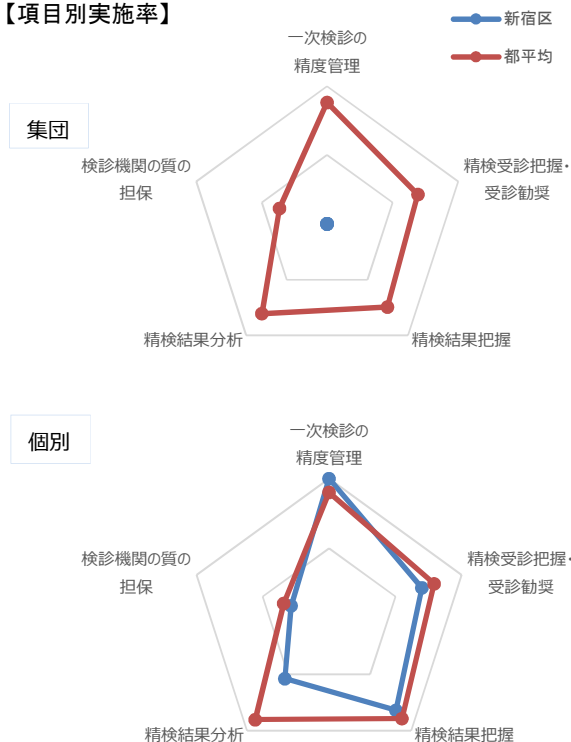 【項目別実施率】
新宿区
都平均
集団
一次検診の
精度管理
精検受診把握・
受診勧奨
精検結果把握
精検結果分析
検診機関の質の
担保
個別
一次検診の
精度管理
精検受診把握・
受診勧奨
精検結果把握
精検結果分析
検診機関の質の
担保